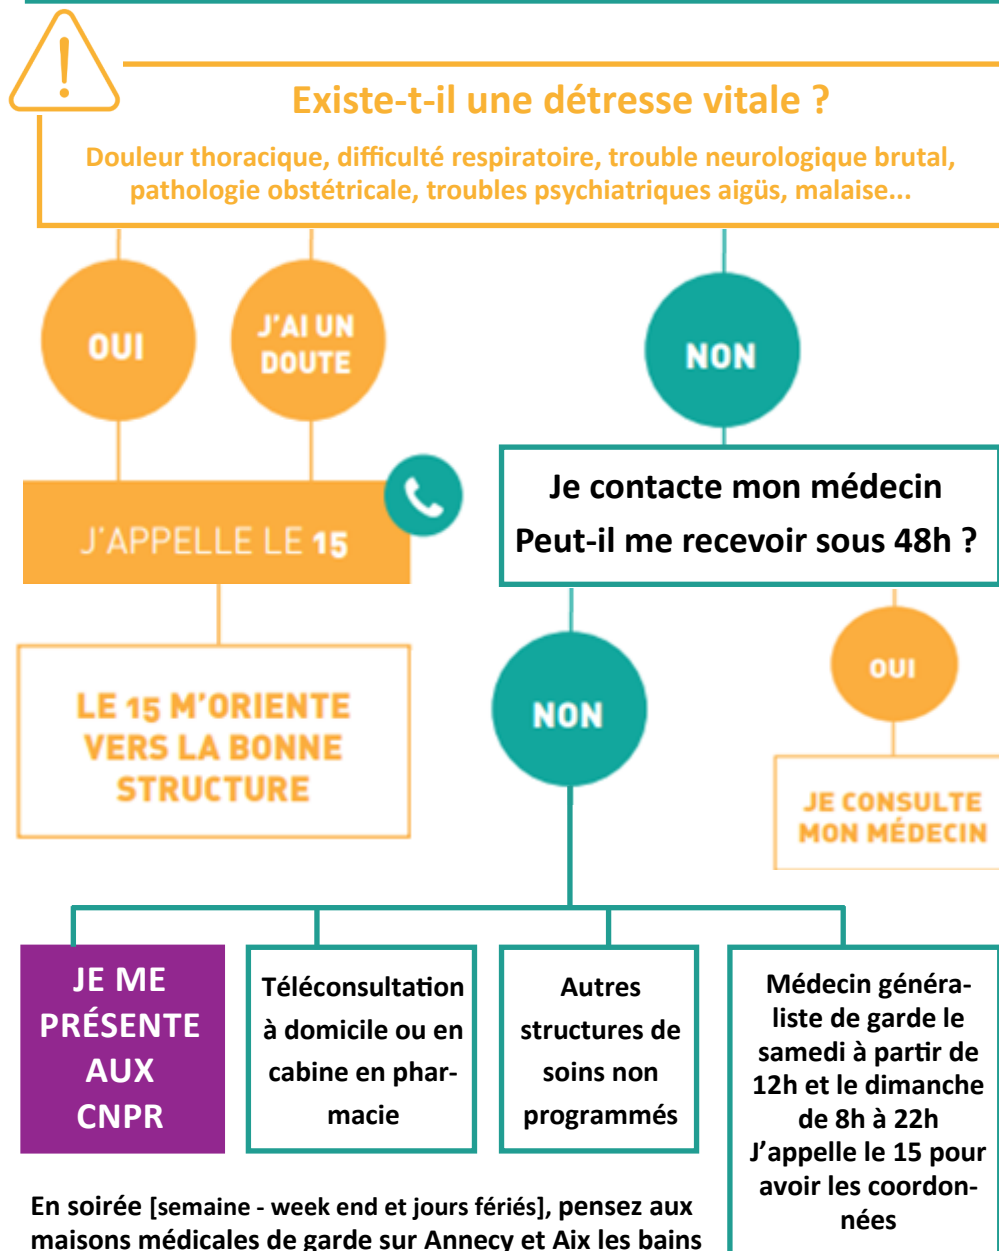 !
Existe-t-il une détresse vitale ?
Douleur thoracique, difficulté respiratoire, trouble neurologique brutal,
pathologie obstétricale, troubles psychiatriques aigüs, malaise...
OUI
J'AI UN
DOUTE
NON
J'APPELLE LE 15
Je contacte mon médecin
Peut-il me recevoir sous 48h ?
LE 15 M'ORIENTE
VERS LA BONNE
STRUCTURE
NON
OUI
JE CONSULTE
MON MÉDECIN
JE ME
PRÉSENTE
AUX
CNPR
Téléconsultation
à domicile ou en
cabine en phar-
macie
Autres
structures de
soins non
programmés
Médecin généra-
liste de garde le
samedi à partir de
12h et le dimanche
de 8h à 22h
J'appelle le 15 pour
avoir les coordon-
nées
En soirée [semaine - week end et jours fériés], pensez aux
maisons médicales de garde sur Annecy et Aix les bains